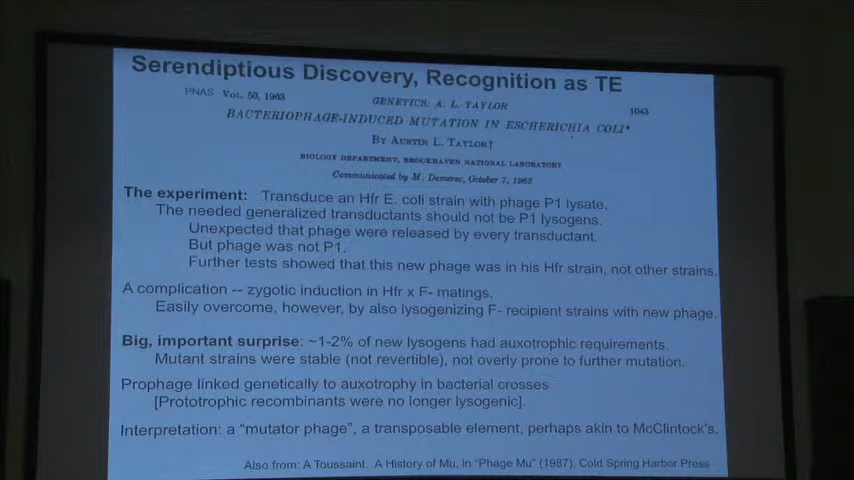 Serendiptious Discovery, Recognition as TE
PNAS Vol. 50, 1963 GENETICS: A. L. TAYLOR 1043
BACTERIOPHAGE-INDUCED MUTATION IN ESCHERICHIA COLI*
BY AUSTIN L. TAYLOR†
BIOLOGY DEPARTMENT, BROOKHAVEN NATIONAL LABORATORY
Communicated by M. Demerec, October 7, 1963
The experiment: Transduce an Hfr E. coli strain with phage P1 lysate.
The needed generalized transductants should not be P1 lysogens.
Unexpected that phage were released by every transductant.
But phage was not P1.
Further tests showed that this new phage was in his Hfr strain, not other strains.
A complication -- zygotic induction in Hfr x F- matings.
Easily overcome, however, by also lysogenizing F- recipient strains with new phage.
Big, important surprise: ~1-2% of new lysogens had auxotrophic requirements.
Mutant strains were stable (not revertible), not overly prone to further mutation.
Prophage linked genetically to auxotrophy in bacterial crosses
[Prototrophic recombinants were no longer lysogenic].
Interpretation: a "mutator phage", a transposable element, perhaps akin to McClintock's.
Also from: A Toussaint. A History of Mu, in "Phage Mu" (1987), Cold Spring Harbor Press